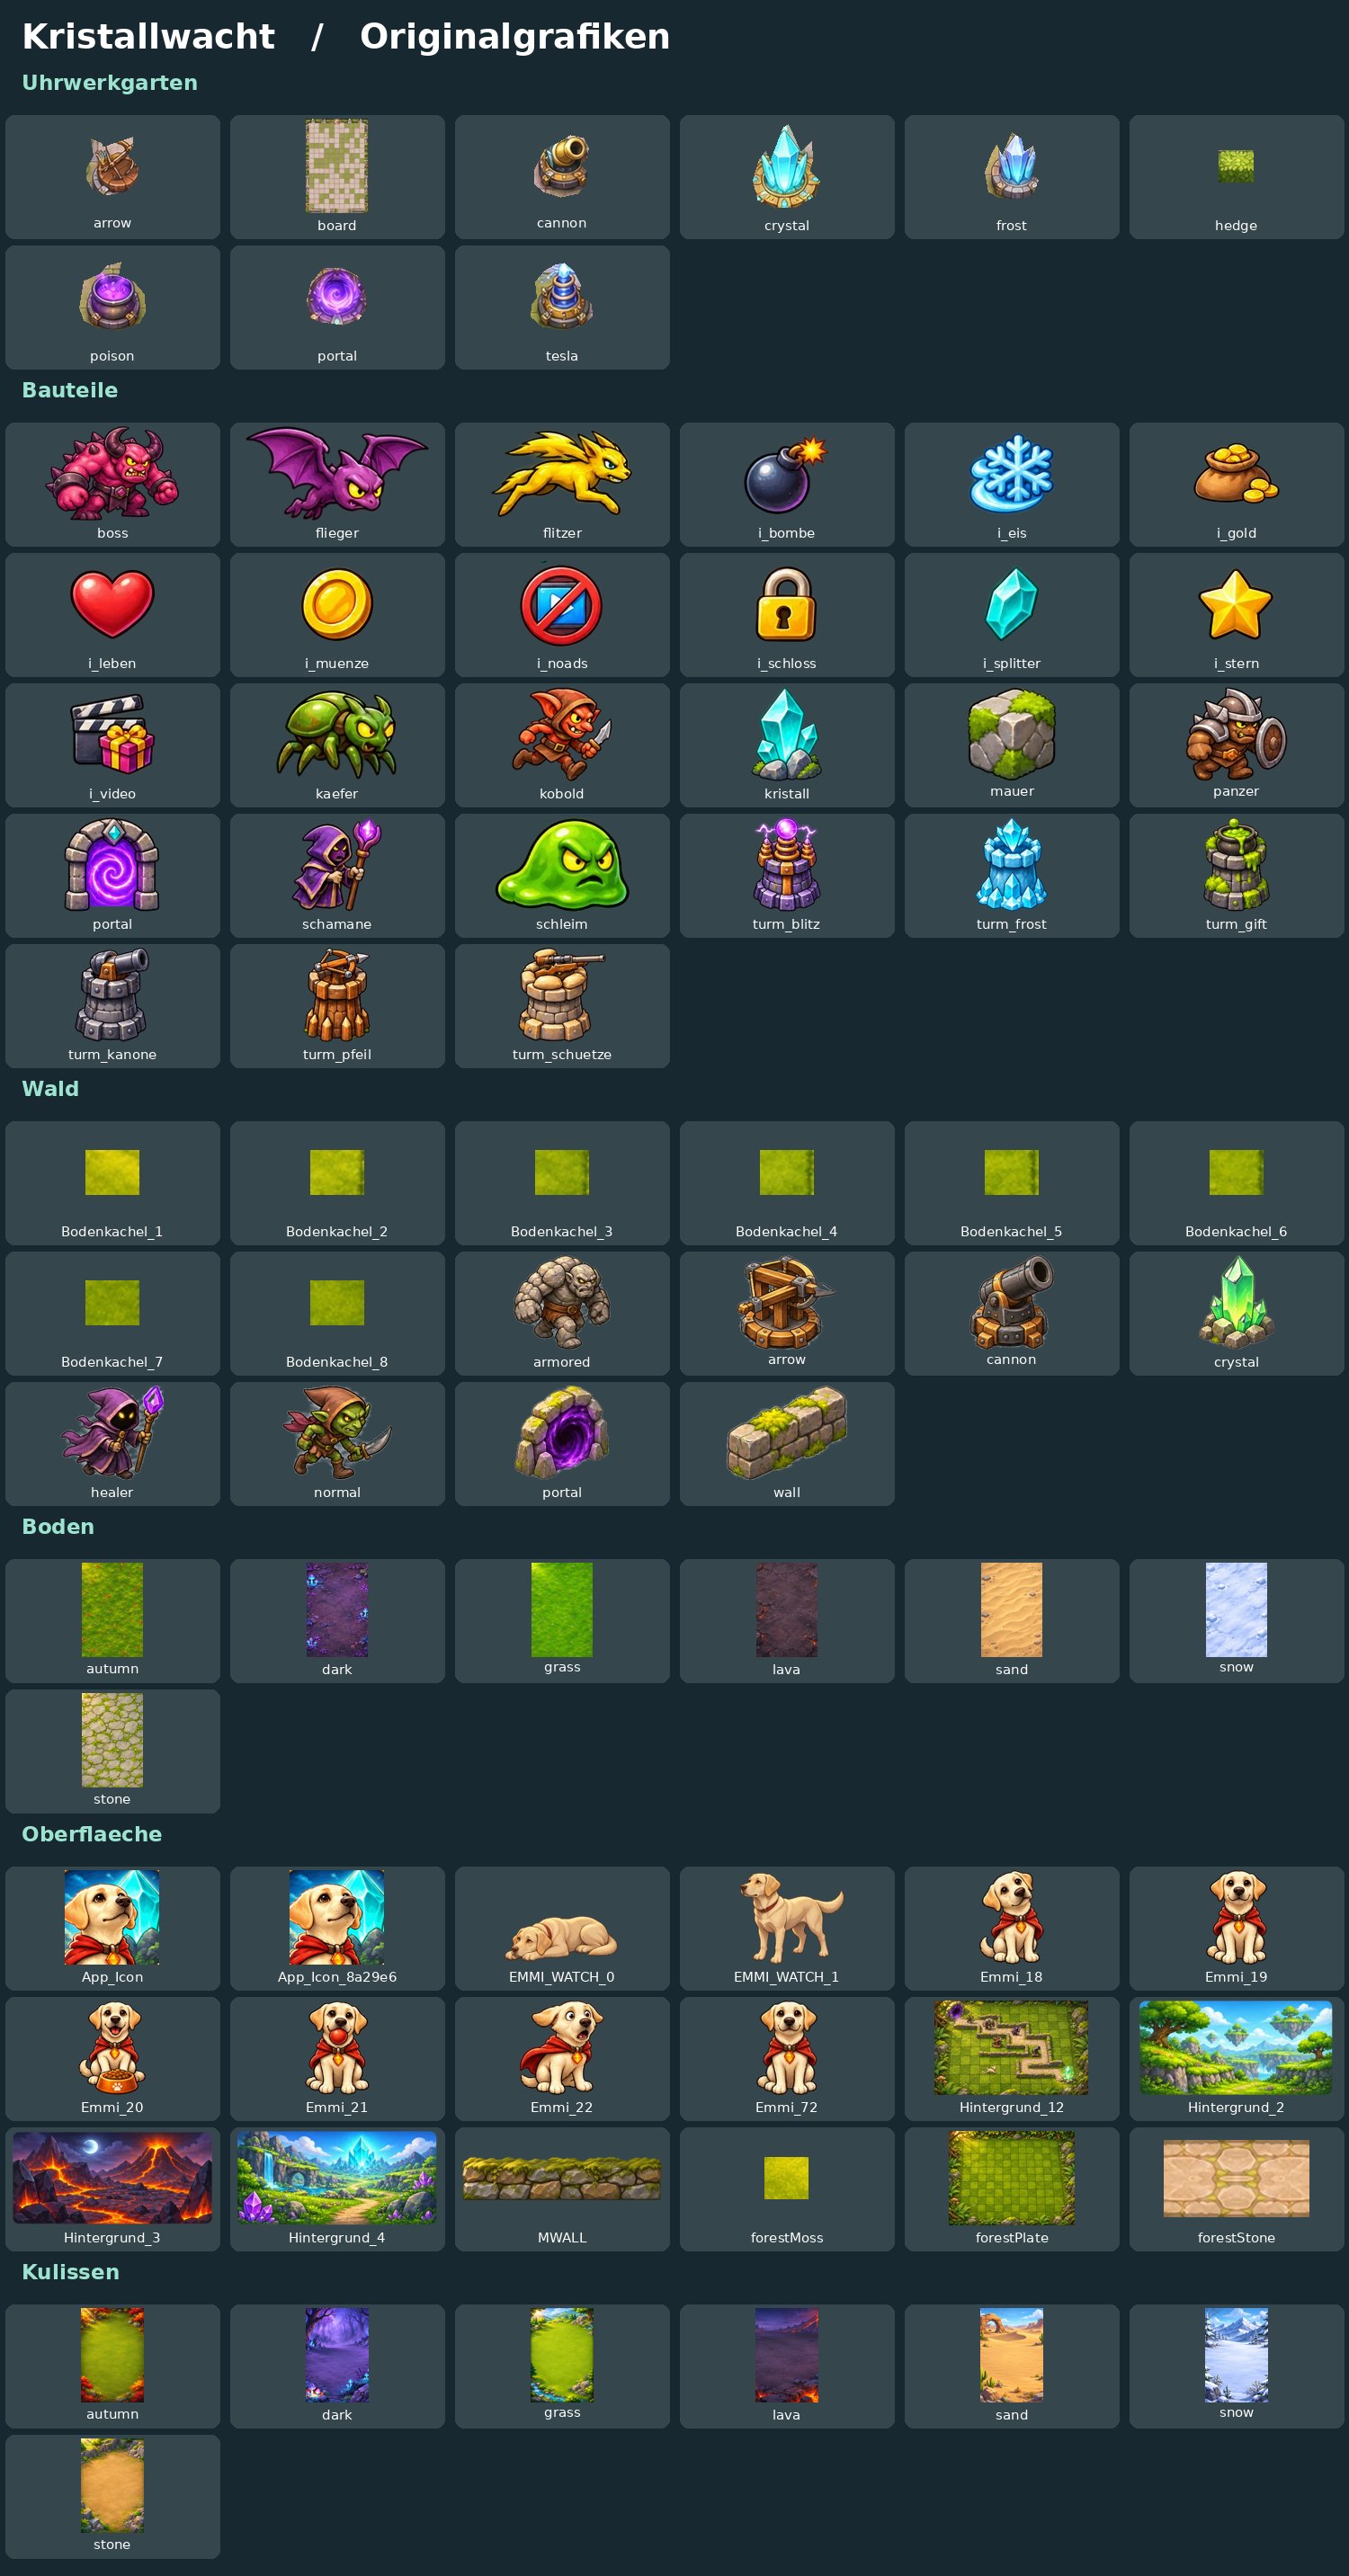 Kristallwacht / Originalgrafiken
Uhrwerkgarten
arrow board cannon crystal frost hedge
poison portal tesla
Bauteile
boss flieger flitzer i_bombe i_eis i_gold
i_leben i_muenze i_noads i_schloss i_splitter i_stern
i_video kaefer kobold kristall mauer panzer
portal schamane schleim turm_blitz turm_frost turm_gift
turm_kanone turm_pfeil turm_schuetze
Wald
Bodenkachel_1 Bodenkachel_2 Bodenkachel_3 Bodenkachel_4 Bodenkachel_5 Bodenkachel_6
Bodenkachel_7 Bodenkachel_8 armored arrow cannon crystal
healer normal portal wall
Boden
autumn dark grass lava sand snow
stone
Oberflaeche
App_Icon App_Icon_8a29e6 EMMI_WATCH_0 EMMI_WATCH_1 Emmi_18 Emmi_19
Emmi_20 Emmi_21 Emmi_22 Emmi_72 Hintergrund_12 Hintergrund_2
Hintergrund_3 Hintergrund_4 MWALL forestMoss forestPlate forestStone
Kulissen
autumn dark grass lava sand snow
stone